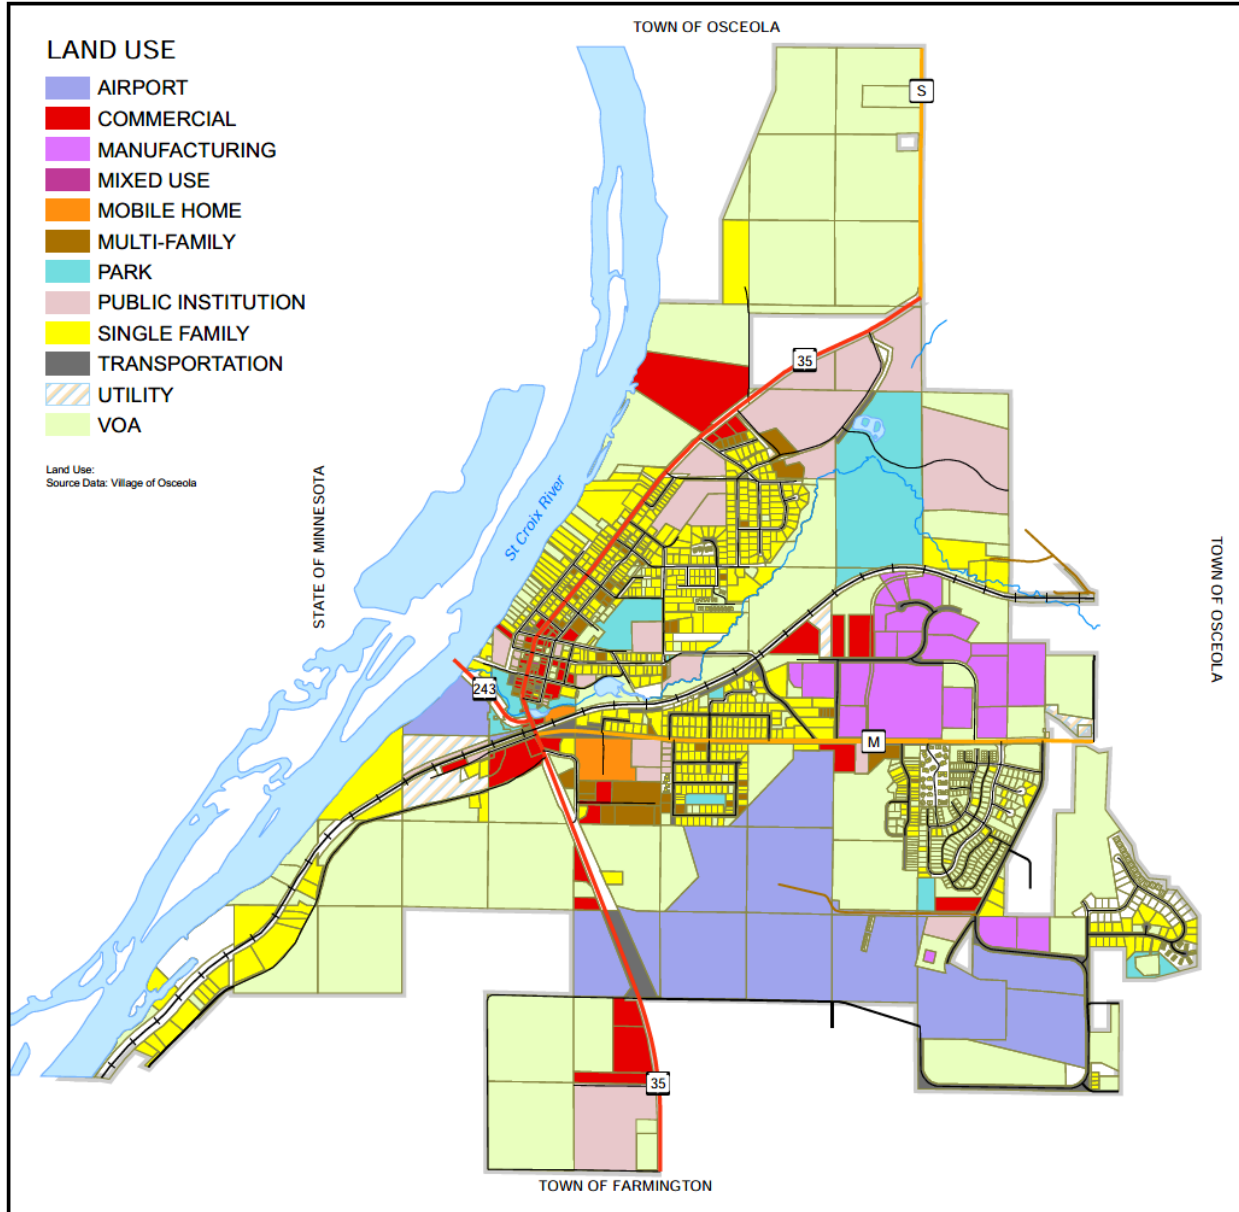 TOWN OF OSCEOLA
LAND USE
AIRPORT
COMMERCIAL
MANUFACTURING
MIXED USE
MOBILE HOME
MULTI-FAMILY
PARK
PUBLIC INSTITUTION
SINGLE FAMILY
TRANSPORTATION
UTILITY
VOA
Land Use:
Source Data: Village of Osceola
S
35
STATE OF MINNESOTA
St Croix River
TOWN OF OSCEOLA
243
M
35
TOWN OF FARMINGTON